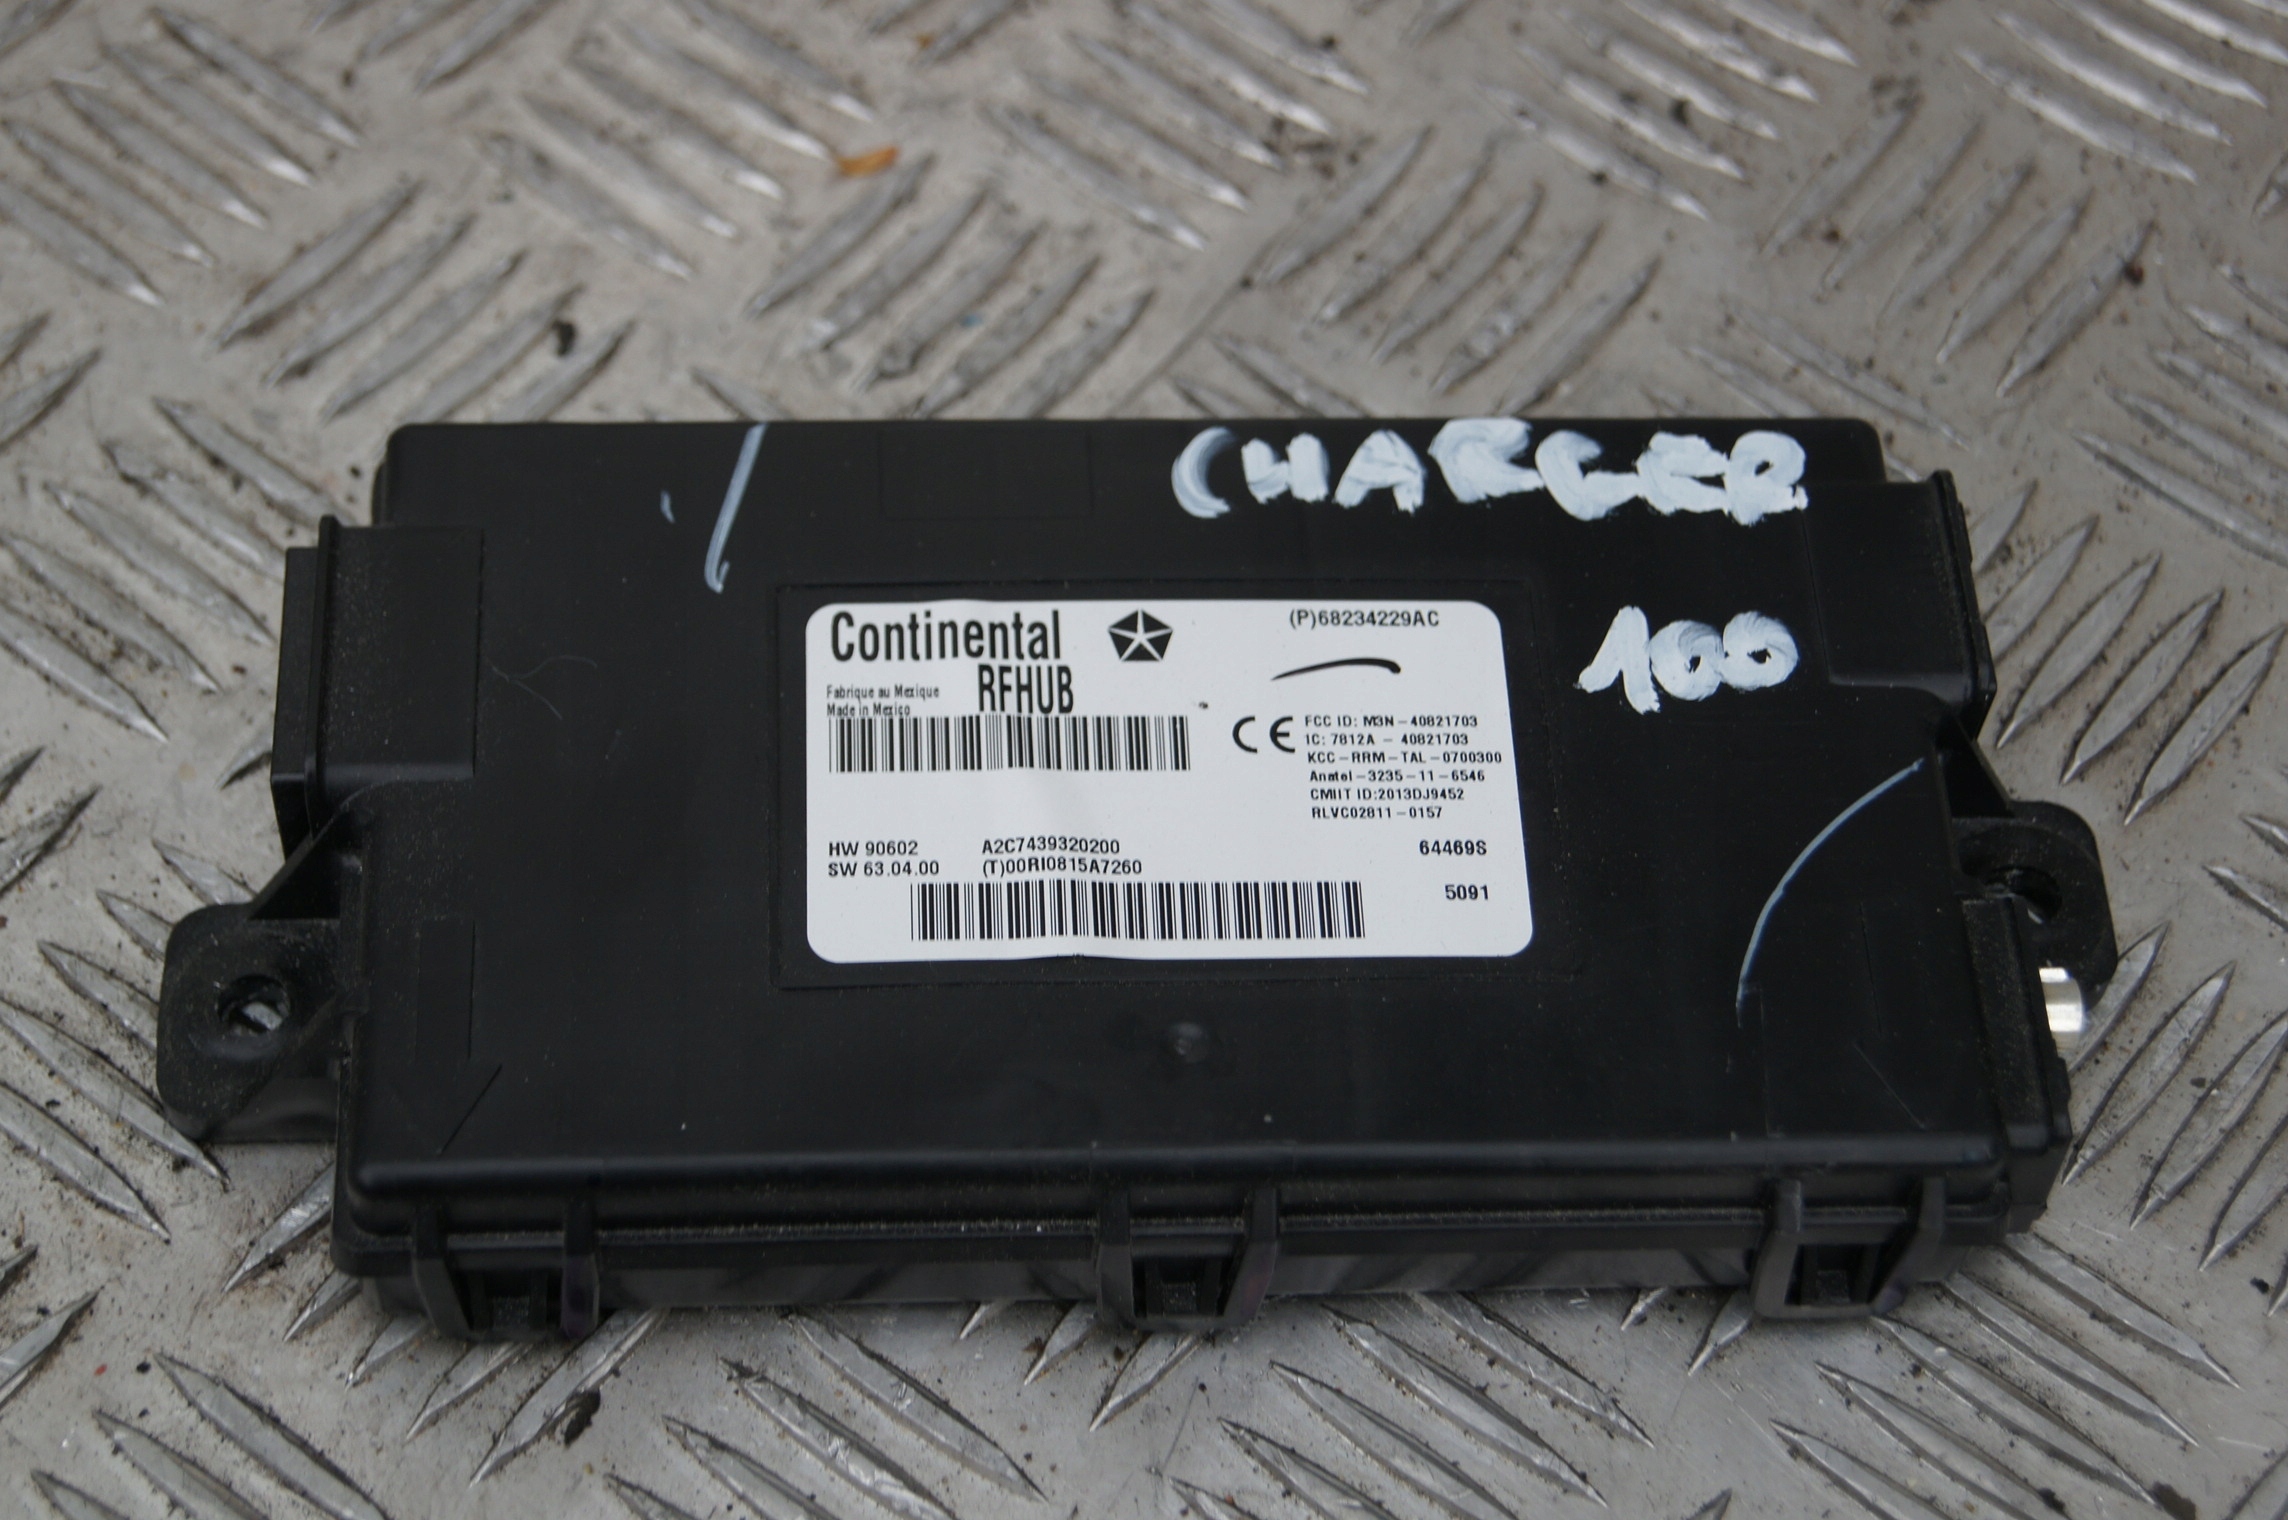 CHARGER
100
Continental
RFHUB
Fabrique au Mexique
Made in Mexico
(P)68234229AC
CE
FCC ID: M3N-40821703
1C: 7812A - 40821703
KCC-RRM-TAL-0700300
Anatel-3235-11-6546
CMIIT ID:2013DJ9452
RLVC02811-0157
HW 90602 A2C7439320200 64469S
SW 63.04.00 (T)00RI0815A7260
5091